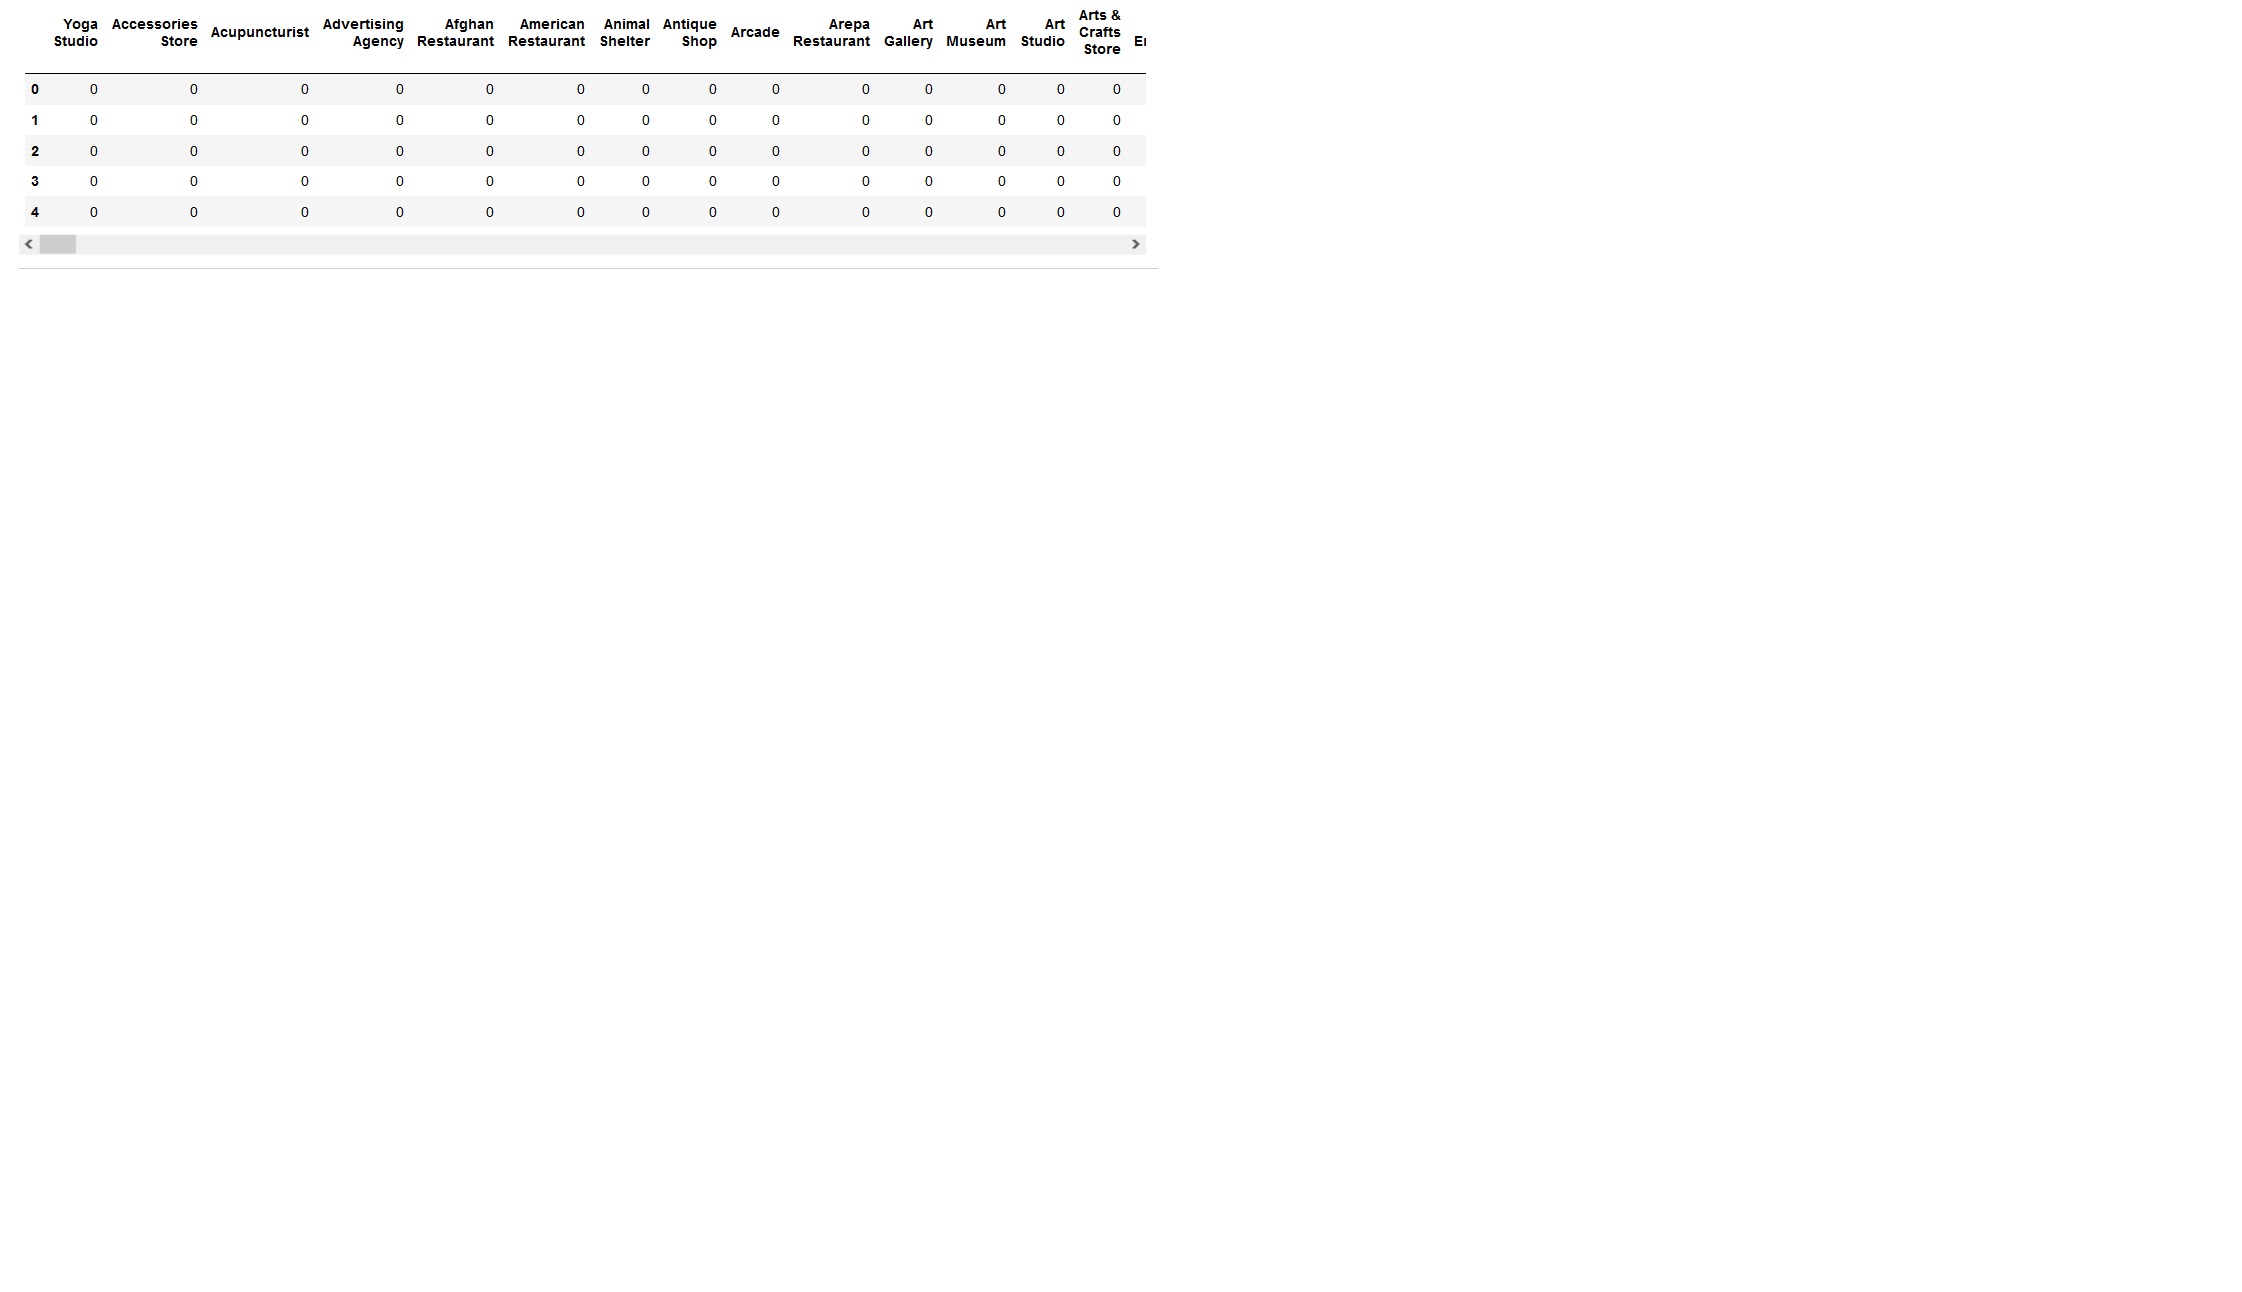 Yoga Studio Accessories Store Acupuncturist Advertising Agency Afghan Restaurant American Restaurant Animal Shelter Antique Shop Arcade Arepa Restaurant Art Gallery Art Museum Art Studio Arts & Crafts Store
0 0 0 0 0 0 0 0 0 0 0 0 0 0 0
1 0 0 0 0 0 0 0 0 0 0 0 0 0 0
2 0 0 0 0 0 0 0 0 0 0 0 0 0 0
3 0 0 0 0 0 0 0 0 0 0 0 0 0 0
4 0 0 0 0 0 0 0 0 0 0 0 0 0 0